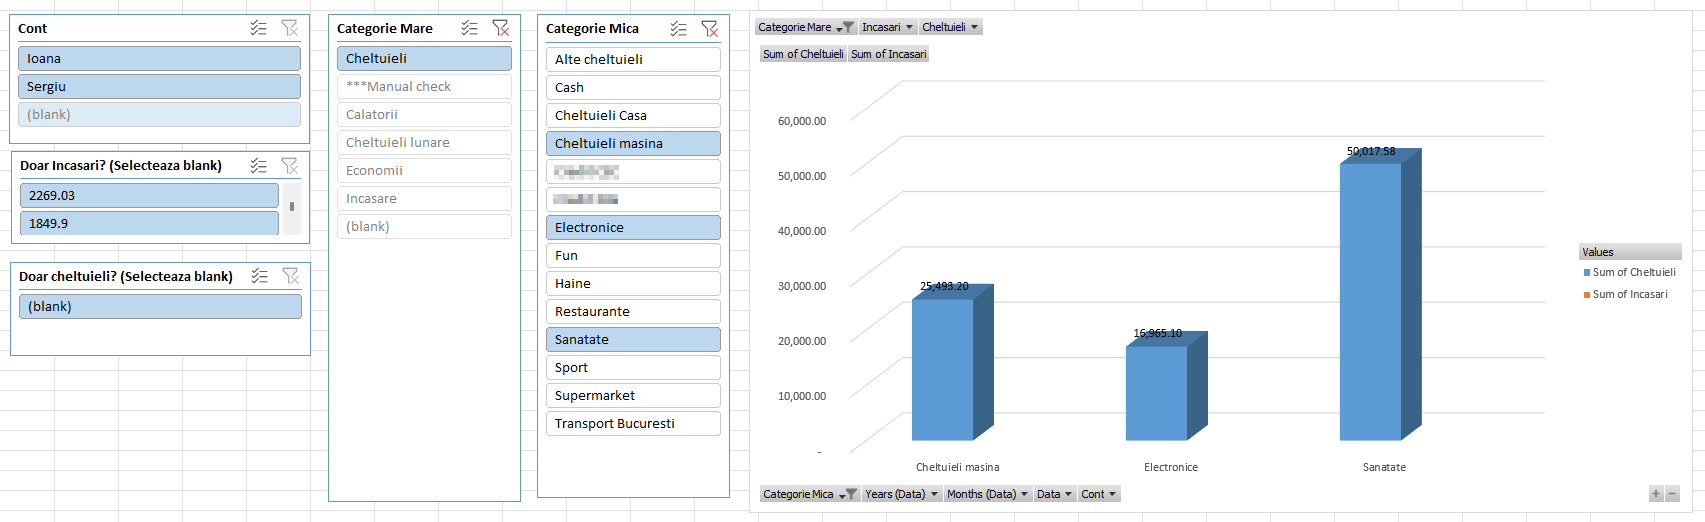 Cont
Ioana
Sergiu
(blank)
Doar Incasari? (Selecteaza blank)
2269.03
1849.9
Doar cheltuieli? (Selecteaza blank)
(blank)
Categorie Mare
Cheltuieli
***Manual check
Calatorii
Cheltuieli lunare
Economii
Incasare
(blank)
Categorie Mica
Alte cheltuieli
Cash
Cheltuieli Casa
Cheltuieli masina
Electronice
Fun
Haine
Restaurante
Sanatate
Sport
Supermarket
Transport Bucuresti
Categorie Mare Incasari Cheltuieli
Sum of Cheltuieli Sum of Incasari
60,000.00
50,000.00
40,000.00
30,000.00
20,000.00
10,000.00
-
25,493.20
16,965.10
50,017.58
Cheltuieli masina Electronice Sanatate
Values
Sum of Cheltuieli
Sum of Incasari
Categorie Mica Years (Data) Months (Data) Data Cont
+ -